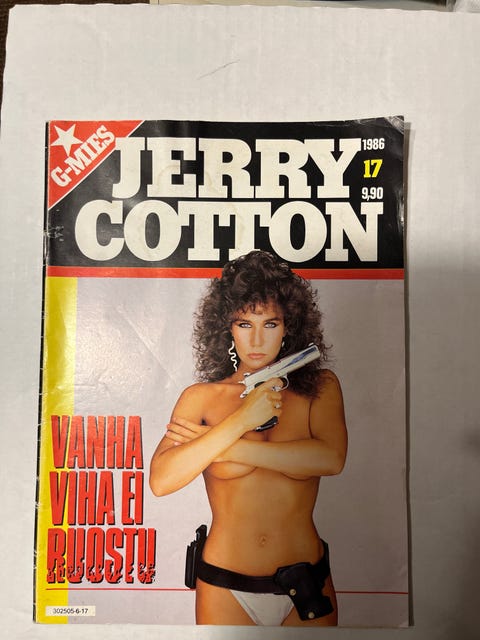 G-MIES
JERRY
COTTON
1986
17
9,90
VANHA
VIHA EI
RUOSTU
302505-6-17